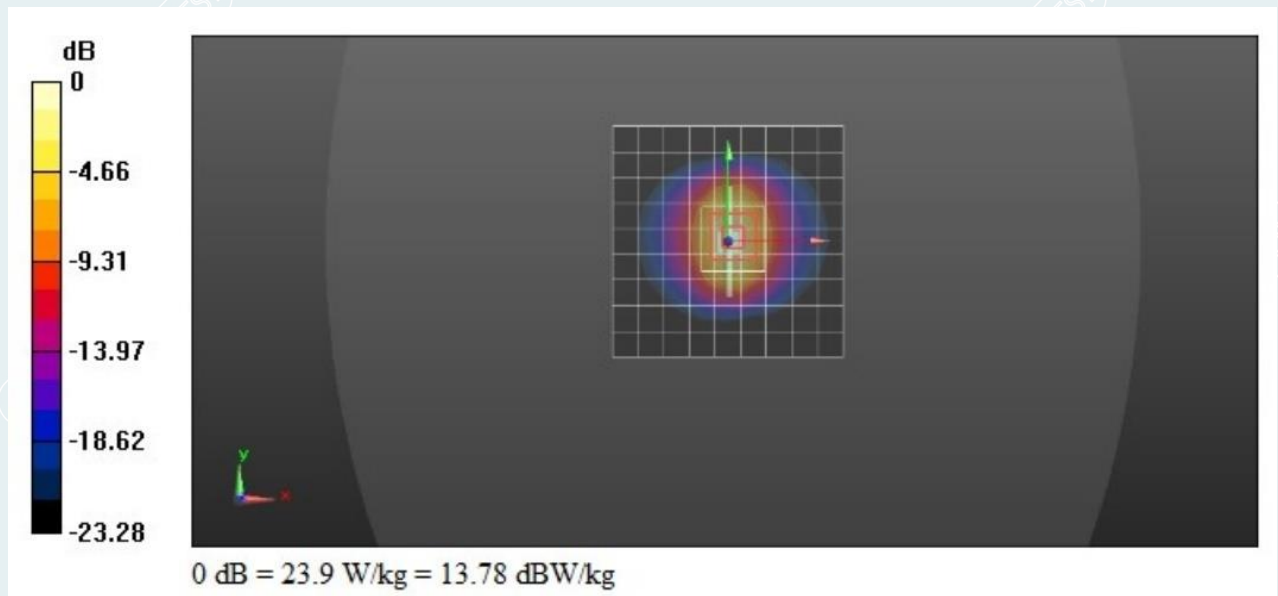 dB
0
-4.66
-9.31
-13.97
-18.62
-23.28
y
x
0 dB = 23.9 W/kg = 13.78 dBW/kg